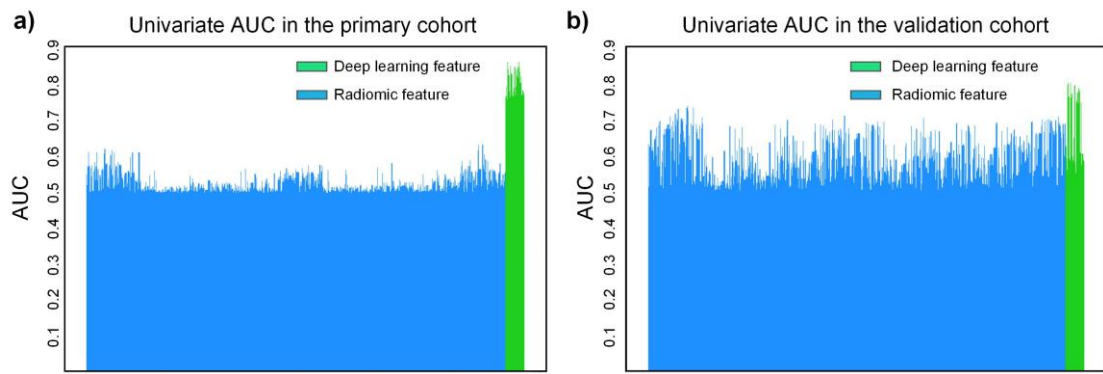 a) Univariate AUC in the primary cohort
Deep learning feature
Radiomic feature
AUC
0.9
0.8
0.7
0.6
0.5
0.4
0.3
0.2
0.1
b) Univariate AUC in the validation cohort
Deep learning feature
Radiomic feature
AUC
0.9
0.8
0.7
0.6
0.5
0.4
0.3
0.2
0.1